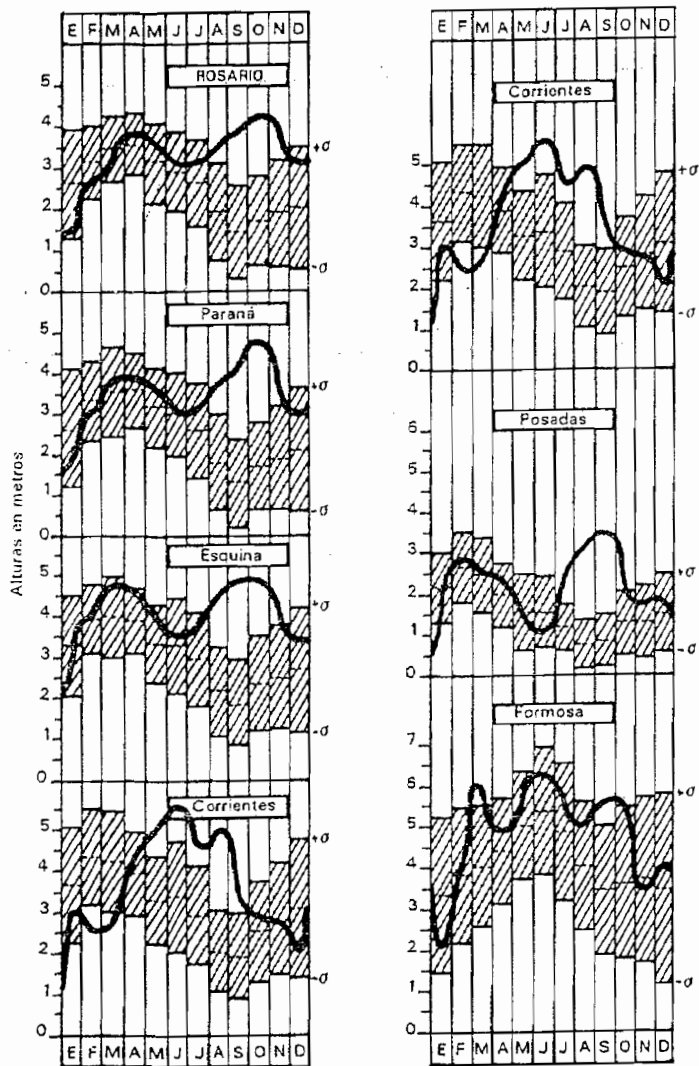 E F M A M J J A S O N D
ROSARIO
5
4
3
2
1
0
+σ
-σ
Paraná
5
4
3
2
1
0
+σ
-σ
Esquina
5
4
3
2
1
0
+σ
-σ
Corrientes
5
4
3
2
1
0
+σ
-σ
E F M A M J J A S O N D
Alturas en metros
E F M A M J J A S O N D
Corrientes
5
4
3
2
1
0
+σ
-σ
Posadas
6
5
4
3
2
1
0
+σ
-σ
Formosa
7
6
5
4
3
2
1
0
+σ
-σ
E F M A M J J A S O N D